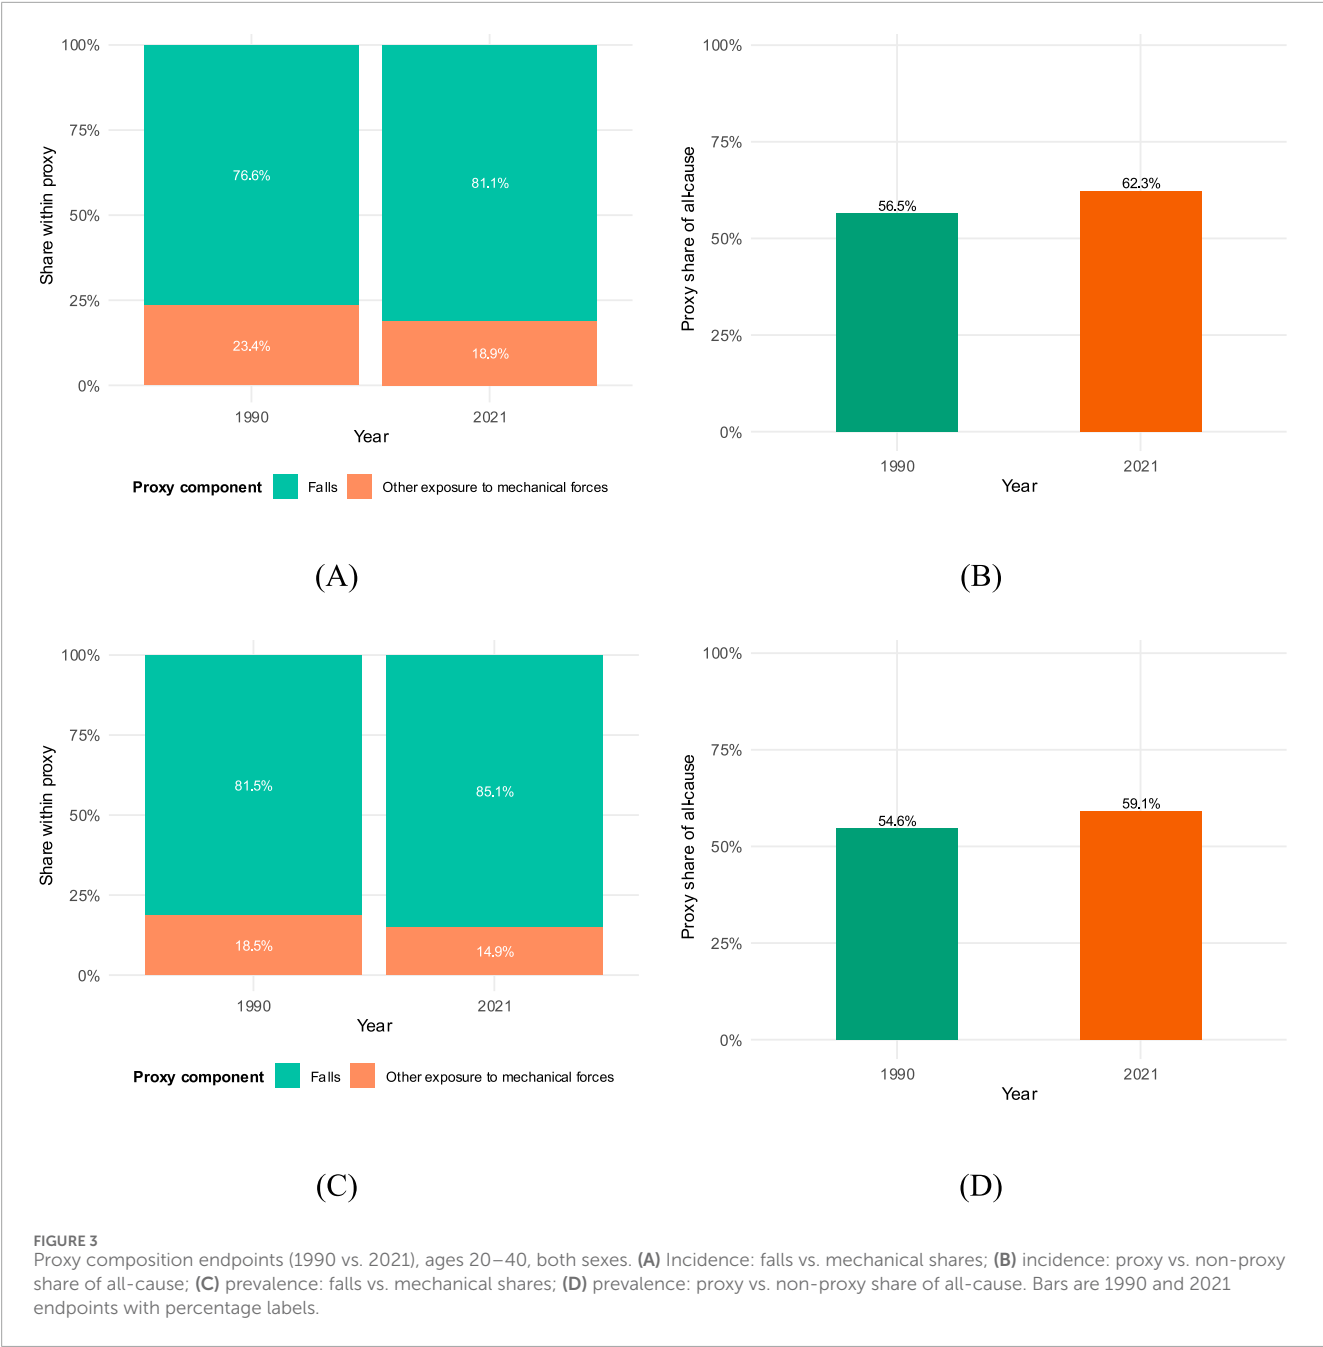 100%
75%
50%
25%
0%
Share within proxy
76.6%
81.1%
23.4%
18.9%
1990
2021
Year
Proxy component
Falls
Other exposure to mechanical forces
(A)
100%
75%
50%
25%
0%
Proxy share of all-cause
56.5%
62.3%
1990
2021
Year
(B)
100%
75%
50%
25%
0%
Share within proxy
81.5%
85.1%
18.5%
14.9%
1990
2021
Year
Proxy component
Falls
Other exposure to mechanical forces
(C)
100%
75%
50%
25%
0%
Proxy share of all-cause
54.6%
59.1%
1990
2021
Year
(D)
FIGURE 3
Proxy composition endpoints (1990 vs. 2021), ages 20–40, both sexes. (A) Incidence: falls vs. mechanical shares; (B) incidence: proxy vs. non-proxy
share of all-cause; (C) prevalence: falls vs. mechanical shares; (D) prevalence: proxy vs. non-proxy share of all-cause. Bars are 1990 and 2021
endpoints with percentage labels.